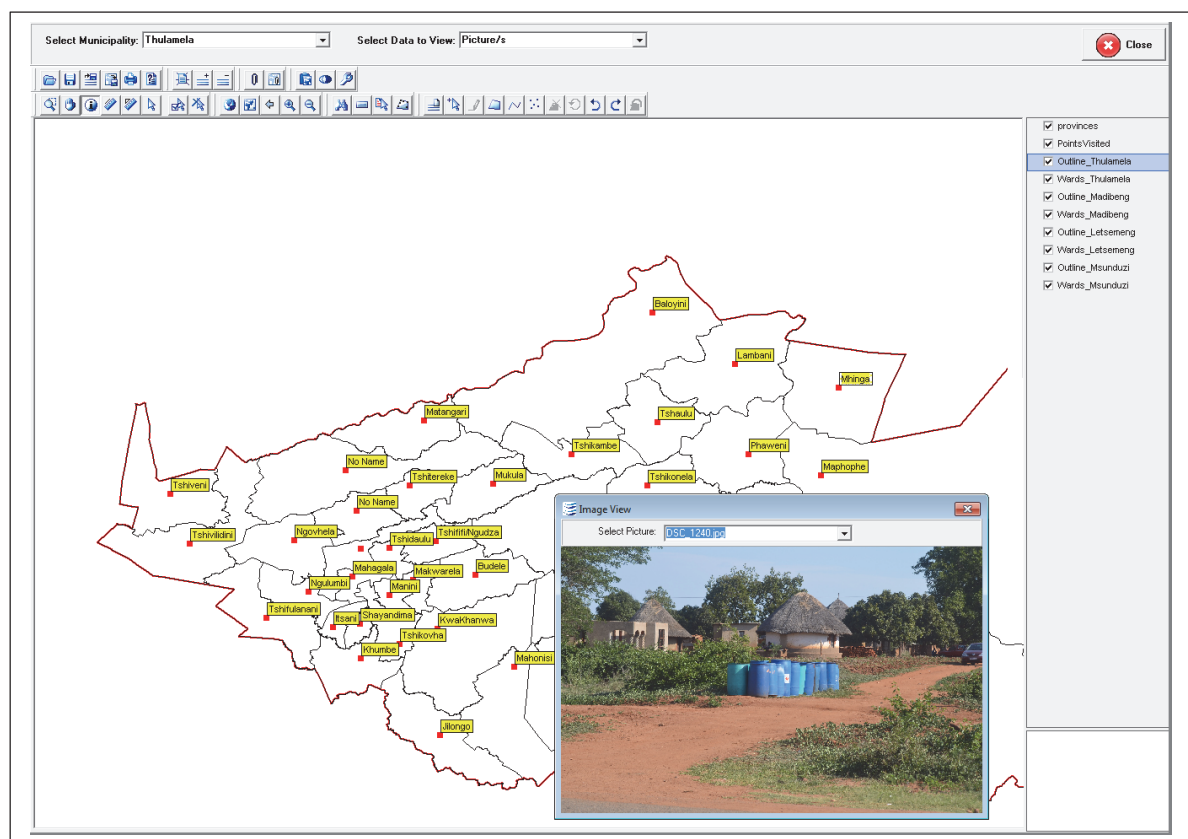 Select Municipality: Thulamela Select Data to View: Picture/s Close
provinces
PointsVisited
Outline_Thulamela
Wards_Thulamela
Outline_Madibeng
Wards_Madibeng
Outline_Letsemeng
Wards_Letsemeng
Outline_Msunduzi
Wards_Msunduzi
Baloyini
Lambani
Mhinga
Matangari
Tshaulu
Tshikambe
Phaweni
No Name
Maphophe
Tshiveni
Tshitereke
Mukula
Tshikonela
No Name
Tshivilidini
Ngovhela
Tshidaulu
Tshififi/Ngudza
Mahagala
Makwarela
Budele
Ngulumbi
Manini
Tshifulanani
Itsani
Shayandima
KwaKhanwa
Tshikovha
Khumbe
Mahonisi
Jilongo
Image View
Select Picture: DSC_1240.jpg